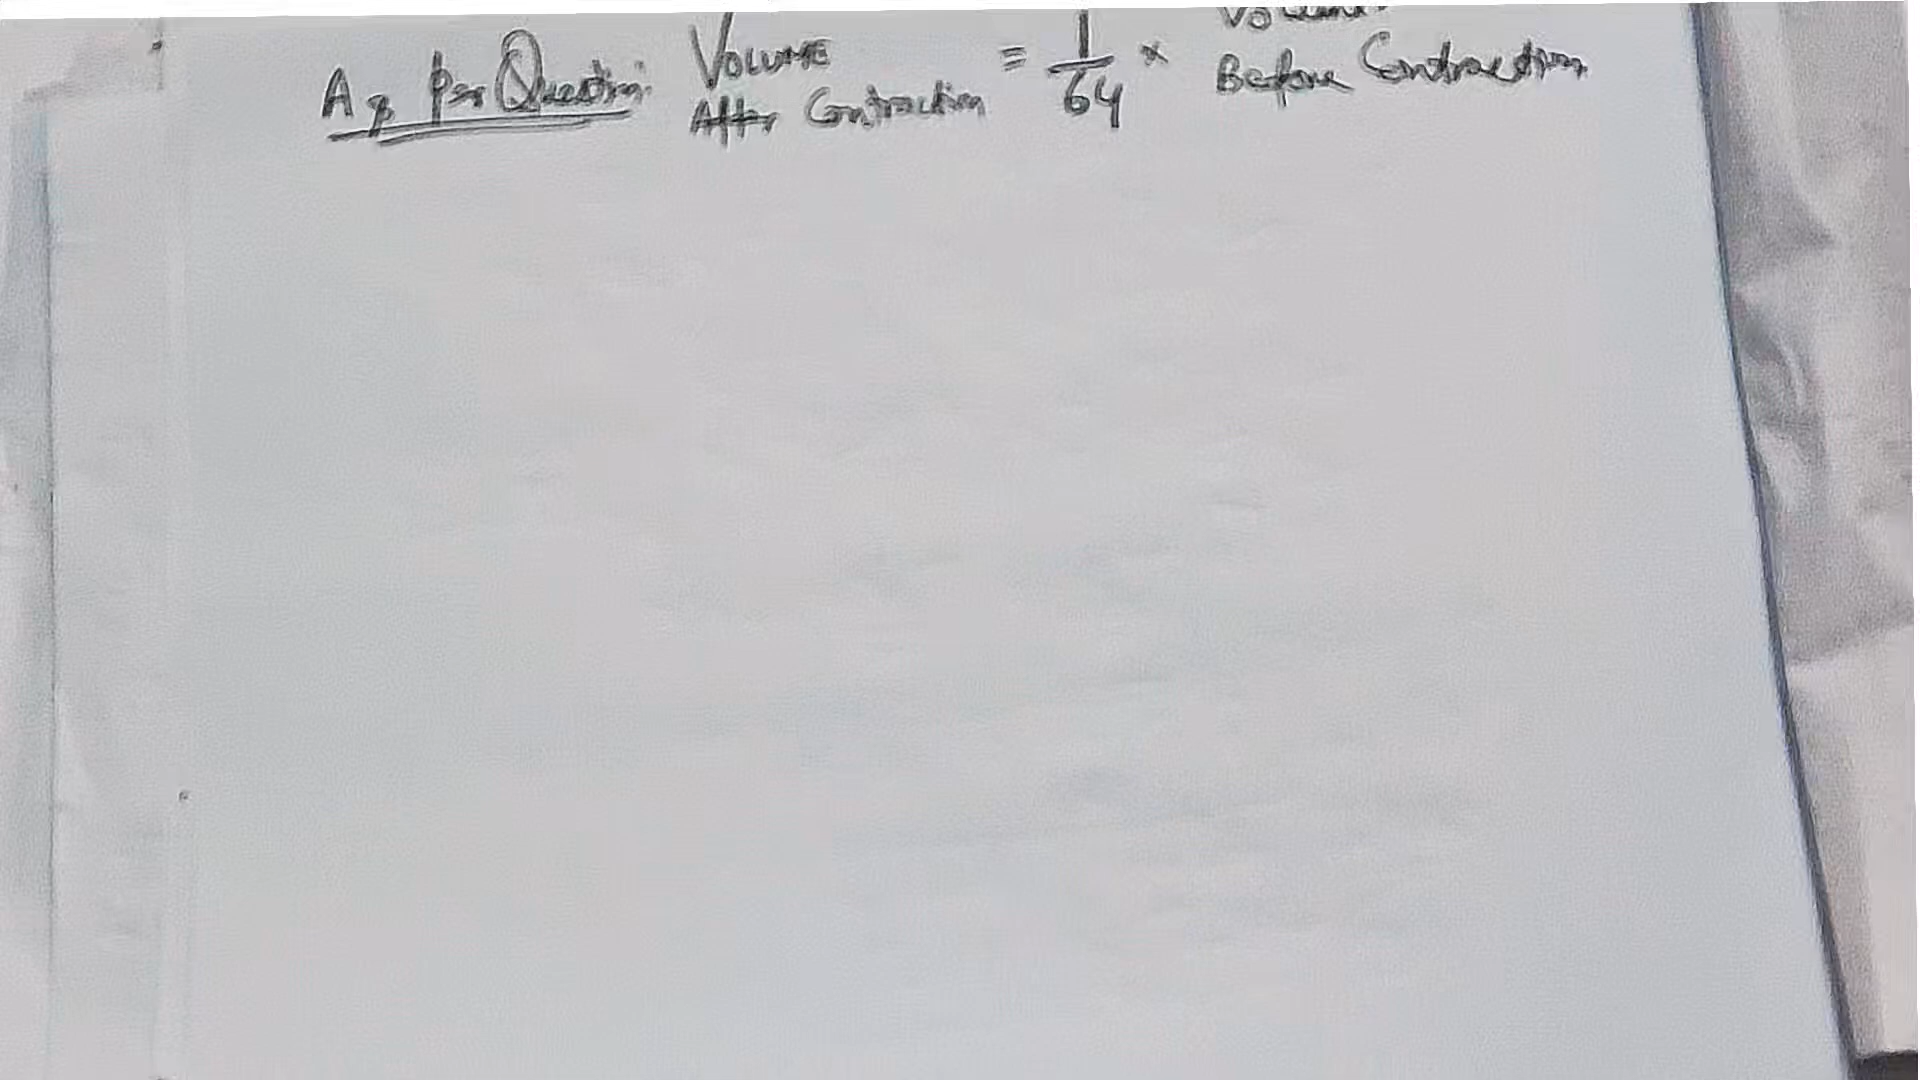 As per Question: Volume After Contraction = 1/64 × Volume Before Contraction